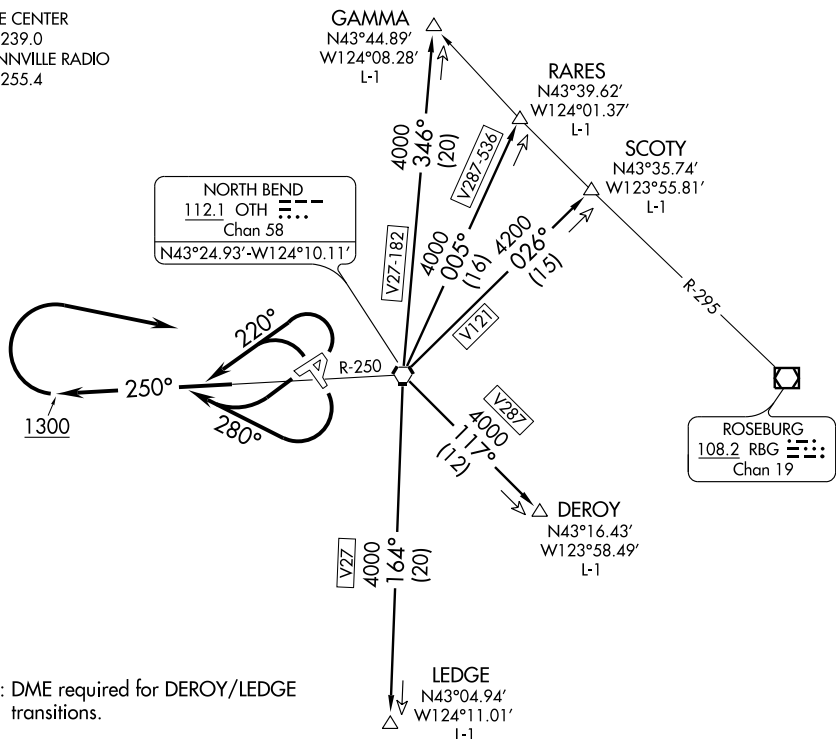 E CENTER
239.0
NNVILLE RADIO
255.4
GAMMA
N43°44.89'
W124°08.28'
L-1
RARES
N43°39.62'
W124°01.37'
L-1
SCOTY
N43°35.74'
W123°55.81'
L-1
4000
346°
(20)
V27-182
V287-536
4000
005°
(16)
4200
026°
(15)
V121
NORTH BEND
112.1 OTH
Chan 58
N43°24.93'-W124°10.11'
R-295
220°
R-250
250°
1300
280°
ROSEBURG
108.2 RBG
Chan 19
V287
4000
117°
(12)
DEROY
N43°16.43'
W123°58.49'
L-1
V27
4000
164°
(20)
LEDGE
N43°04.94'
W124°11.01'
L-1
: DME required for DEROY/LEDGE
transitions.